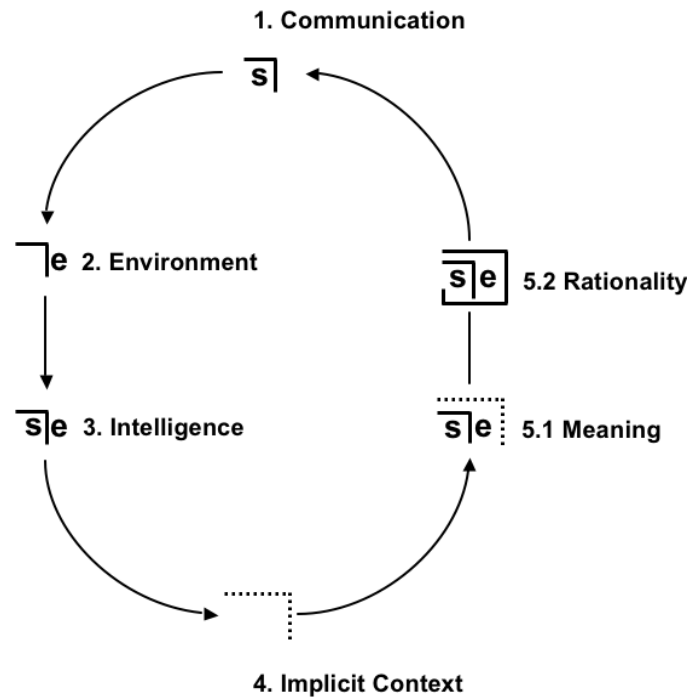 1. Communication
s
e 2. Environment
s e 5.2 Rationality
s e 3. Intelligence
s e 5.1 Meaning
4. Implicit Context